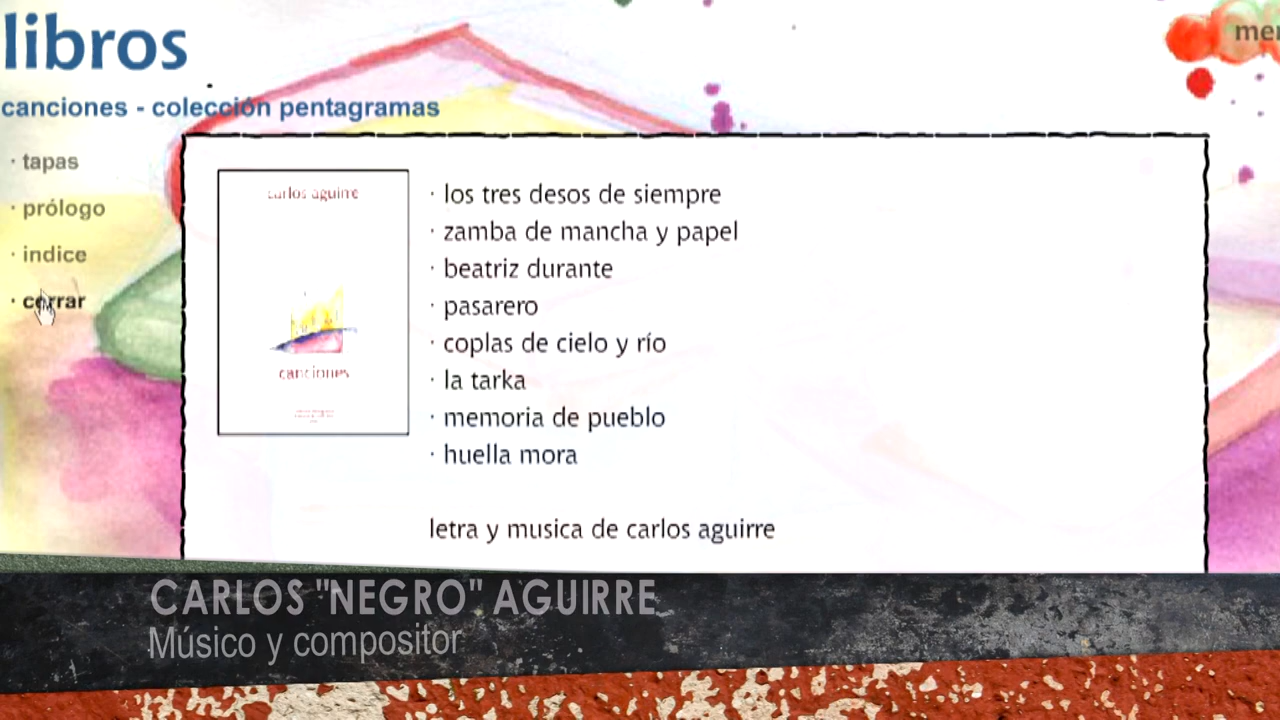 libros
canciones - colección pentagramas
· tapas
· prólogo
· indice
· cerrar
carlos aguirre
canciones
· los tres desos de siempre
· zamba de mancha y papel
· beatriz durante
· pasarero
· coplas de cielo y río
· la tarka
· memoria de pueblo
· huella mora
letra y musica de carlos aguirre
CARLOS "NEGRO" AGUIRRE
Músico y compositor